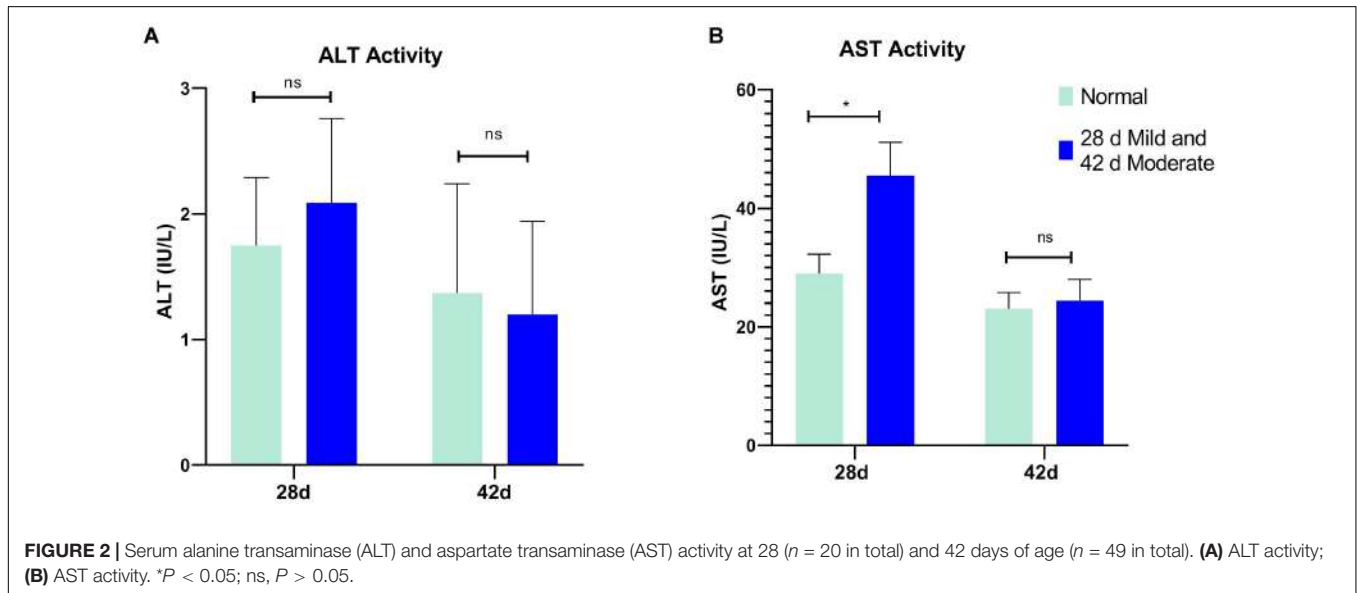 A
ALT Activity
ALT (IU/L)
3
2
1
0
ns
ns
28d
42d
B
AST Activity
AST (IU/L)
60
40
20
0
*
ns
28d
42d
Normal
28 d Mild and
42 d Moderate
FIGURE 2 | Serum alanine transaminase (ALT) and aspartate transaminase (AST) activity at 28 (n = 20 in total) and 42 days of age (n = 49 in total). (A) ALT activity;
(B) AST activity. *P < 0.05; ns, P > 0.05.